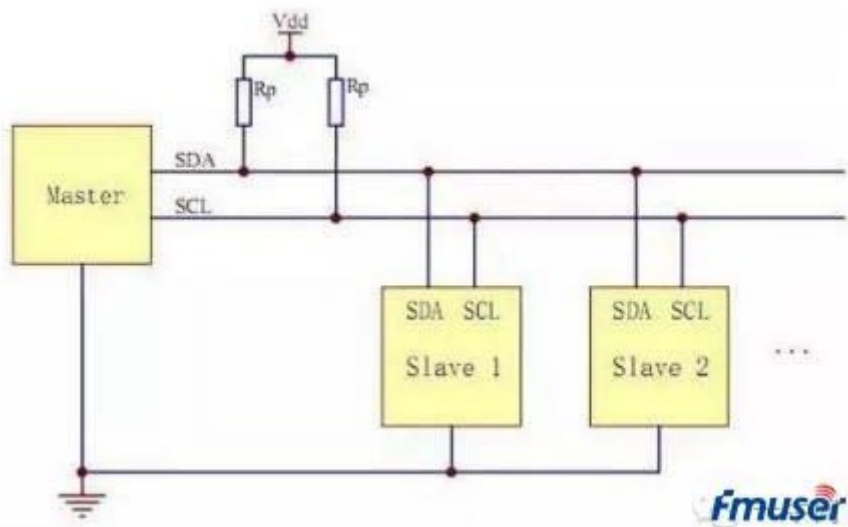 Vdd
Rp Rp
SDA
Master
SCL
SDA SCL SDA SCL
Slave 1 Slave 2 ...
Fmuser